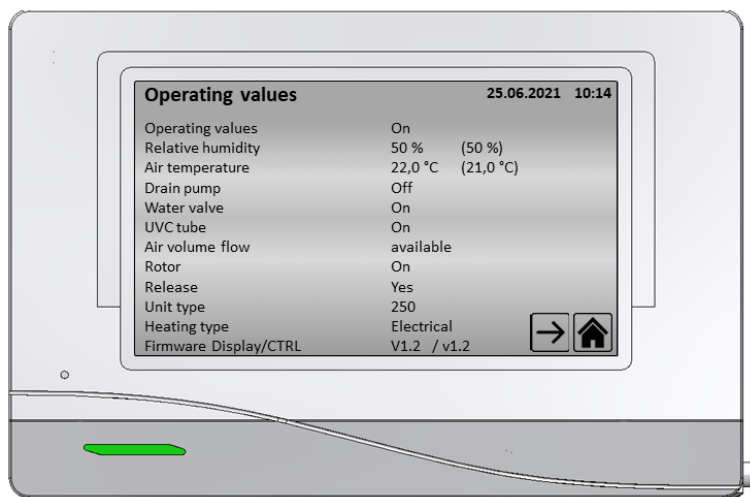 Operating values 25.06.2021 10:14
Operating values On
Relative humidity 50 % (50 %)
Air temperature 22,0 °C (21,0 °C)
Drain pump Off
Water valve On
UVC tube On
Air volume flow available
Rotor On
Release Yes
Unit type 250
Heating type Electrical
Firmware Display/CTRL V1.2 / v1.2